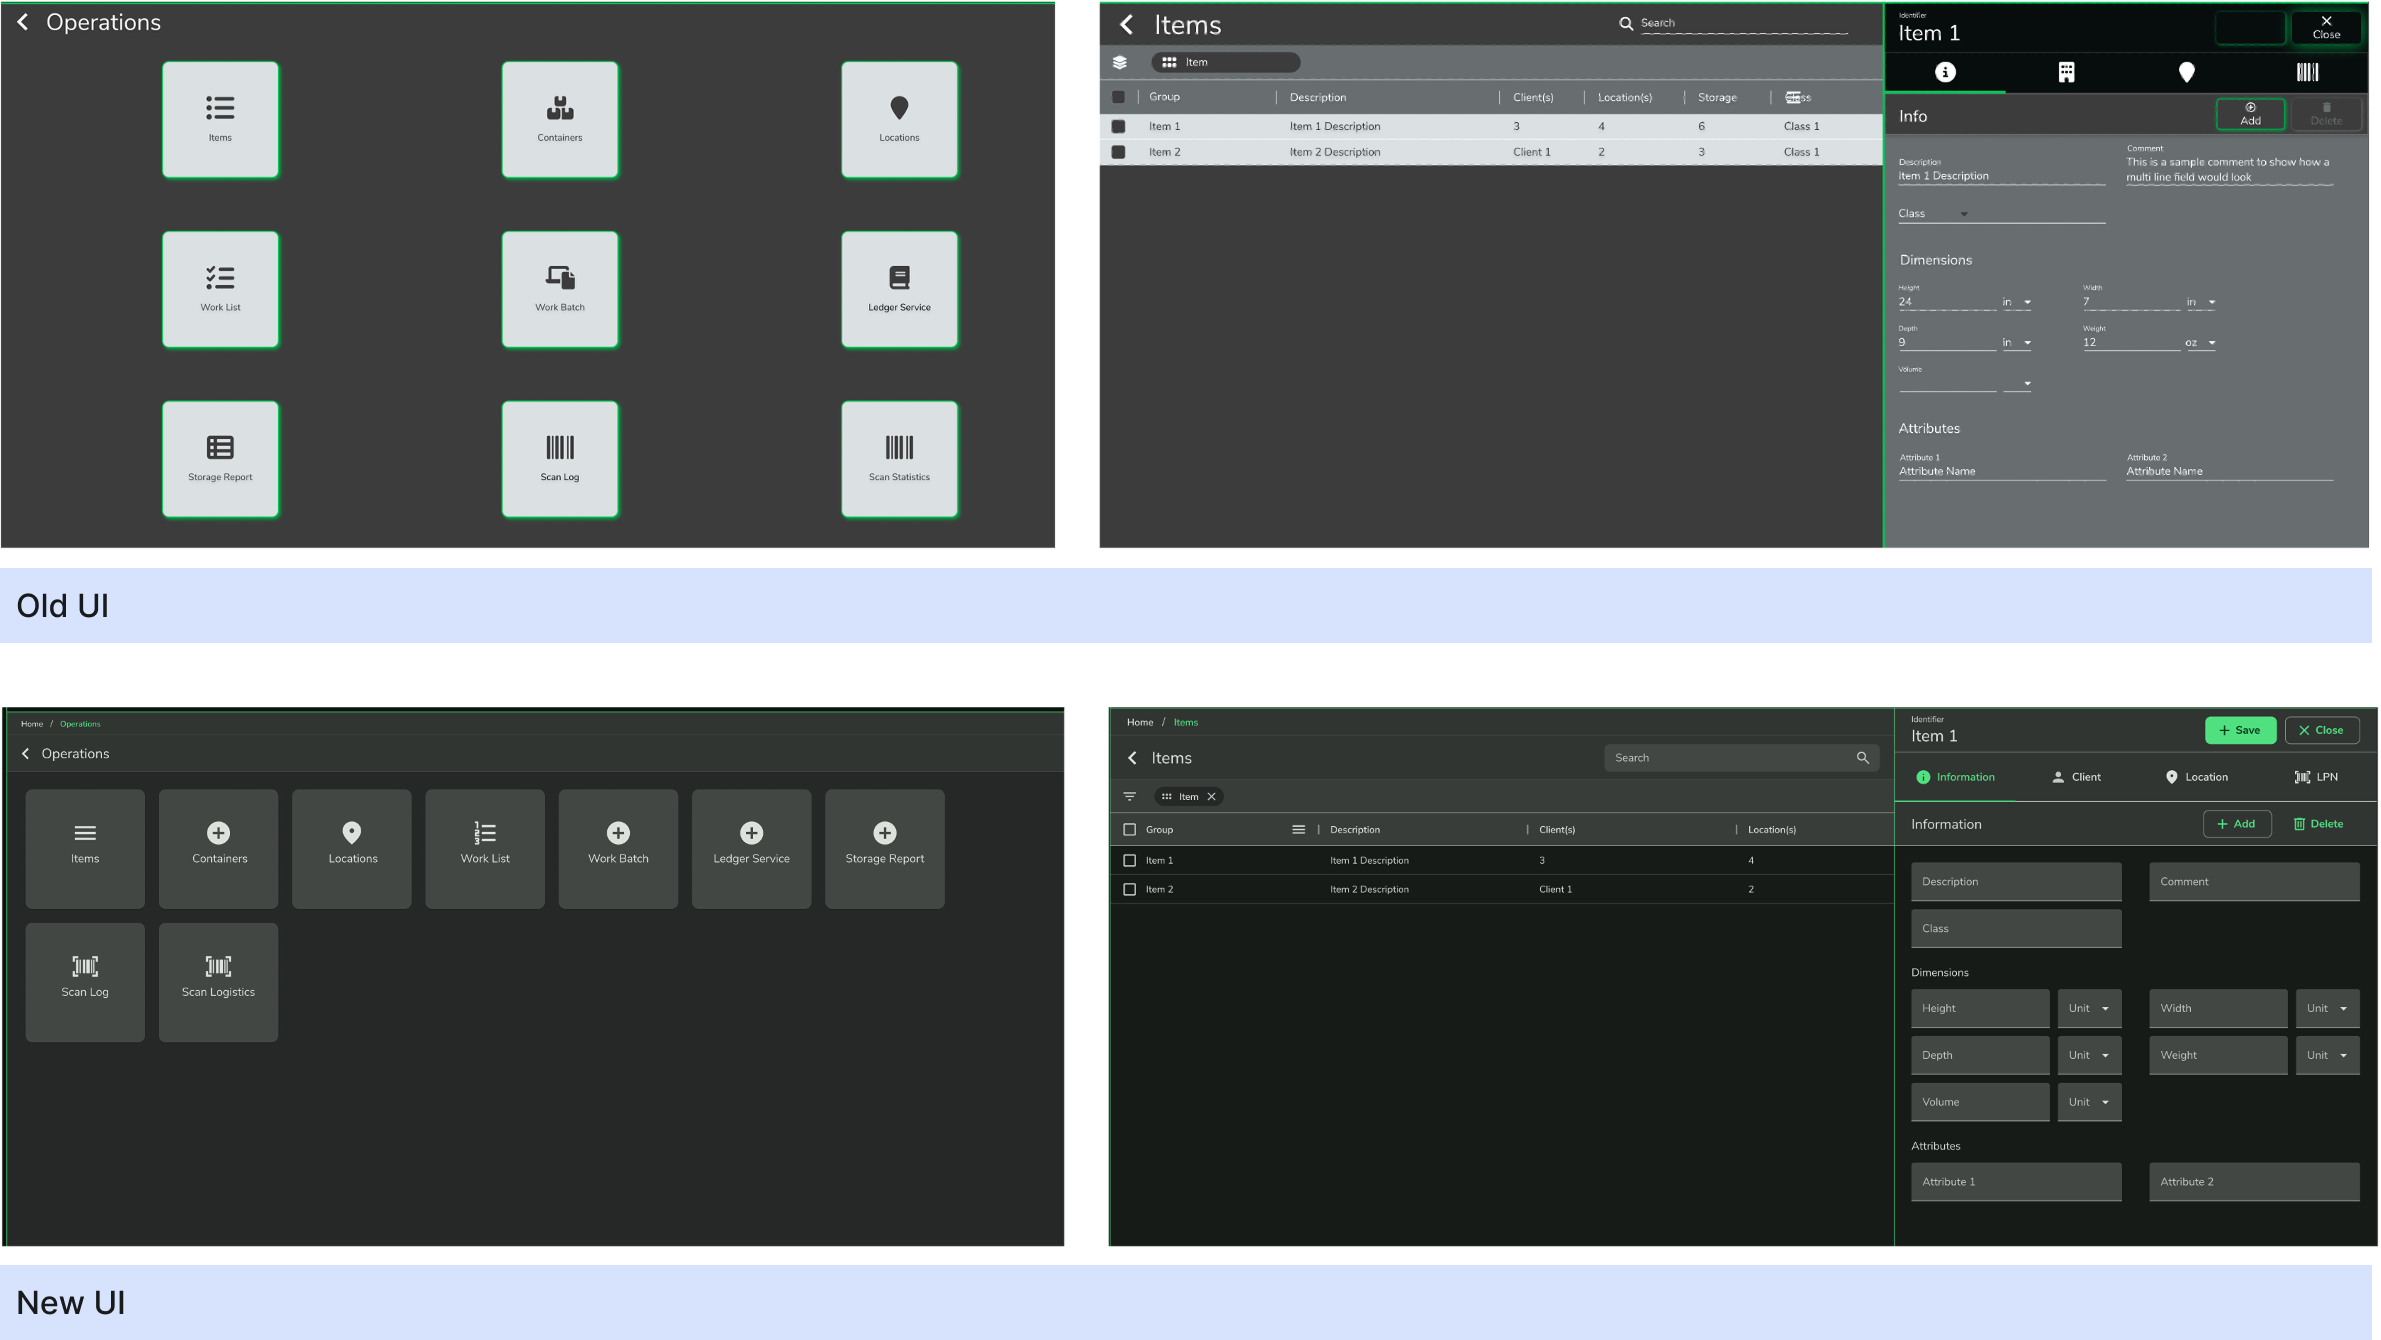 Operations
Items
Containers
Locations
Work List
Work Batch
Ledger Service
Storage Report
Scan Log
Scan Statistics
Items
Search
Item
Group
Description
Client(s)
Location(s)
Storage
Class
Item 1
Item 1 Description
3
4
6
Class 1
Item 2
Item 2 Description
Client 1
2
3
Class 1
Identifier
Item 1
Close
Info
Add
Delete
Description
Item 1 Description
Comment
This is a sample comment to show how a
multi line field would look
Class
Dimensions
Height
24
in
Width
7
in
Depth
9
in
Weight
12
oz
Volume
Attributes
Attribute 1
Attribute Name
Attribute 2
Attribute Name
Old UI
Home / Operations
Operations
Items
Containers
Locations
Work List
Work Batch
Ledger Service
Storage Report
Scan Log
Scan Logistics
Home / Items
Items
Search
Item
Group
Description
Client(s)
Location(s)
Item 1
Item 1 Description
3
4
Item 2
Item 2 Description
Client 1
2
Identifier
Item 1
Save
Close
Information
Client
Location
LPN
Information
Add
Delete
Description
Comment
Class
Dimensions
Height
Unit
Width
Unit
Depth
Unit
Weight
Unit
Volume
Unit
Attributes
Attribute 1
Attribute 2
New UI